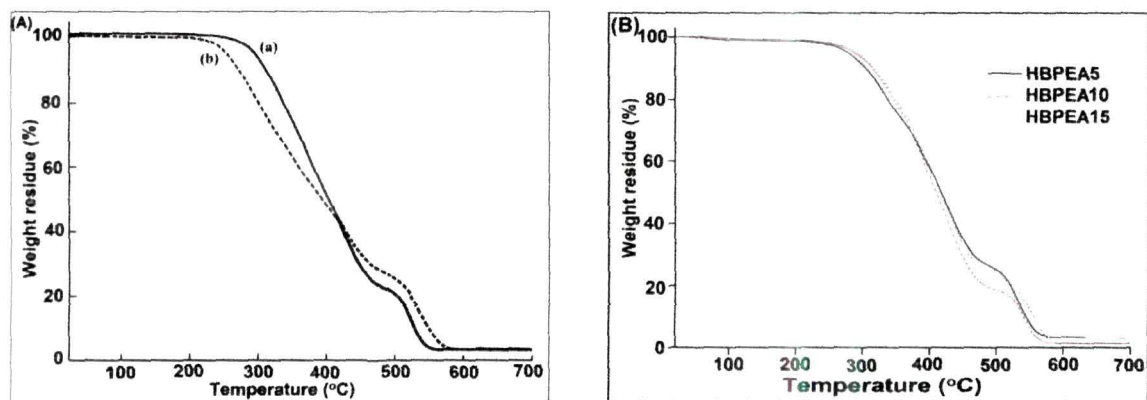 (A)
100
80
60
40
20
0
Weight residue (%)
(a)
(b)
100 200 300 400 500 600 700
Temperature (°C)
(B)
100
80
60
40
20
0
Weight residue (%)
HBPEA5
HBPEA10
HBPEA15
100 200 300 400 500 600 700
Temperature (°C)